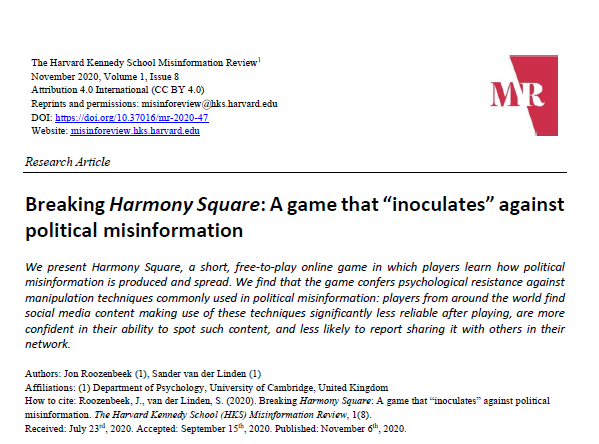 The Harvard Kennedy School Misinformation Review¹
November 2020, Volume 1, Issue 8
Attribution 4.0 International (CC BY 4.0)
Reprints and permissions: misinforeview@hks.harvard.edu
DOI: https://doi.org/10.37016/mr-2020-47
Website: misinforeview.hks.harvard.edu
MR
Research Article
Breaking Harmony Square: A game that “inoculates” against
political misinformation
We present Harmony Square, a short, free-to-play online game in which players learn how political
misinformation is produced and spread. We find that the game confers psychological resistance against
manipulation techniques commonly used in political misinformation: players from around the world find
social media content making use of these techniques significantly less reliable after playing, are more
confident in their ability to spot such content, and less likely to report sharing it with others in their
network.
Authors: Jon Roozenbeek (1), Sander van der Linden (1)
Affiliations: (1) Department of Psychology, University of Cambridge, United Kingdom
How to cite: Roozenbeek, J., van der Linden, S. (2020). Breaking Harmony Square: A game that “inoculates” against political
misinformation. The Harvard Kennedy School (HKS) Misinformation Review, 1(8).
Received: July 23rd, 2020. Accepted: September 15th, 2020. Published: November 6th, 2020.